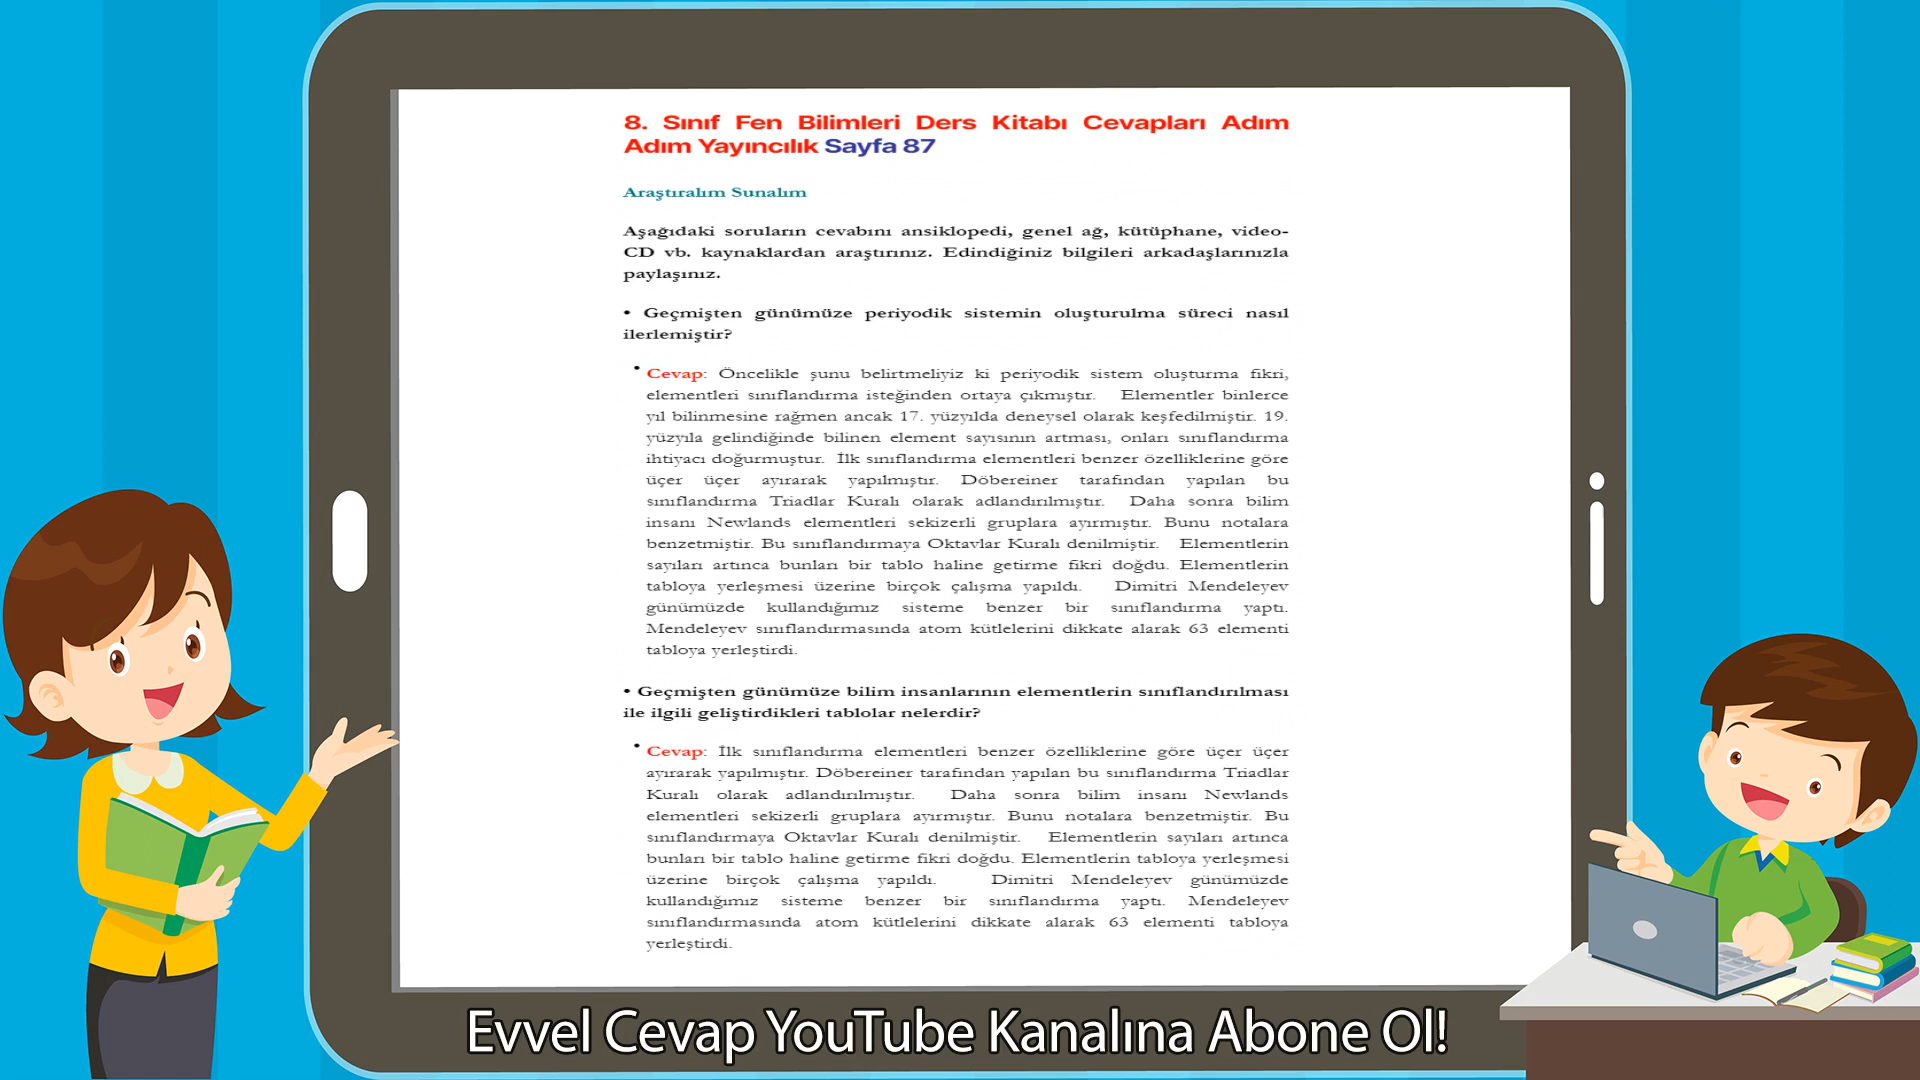 8. Sınıf Fen Bilimleri Ders Kitabı Cevapları Adım
Adım Yayıncılık Sayfa 87
Araştıralım Sunalım
Aşağıdaki soruların cevabını ansiklopedi, genel ağ, kütüphane, video-
CD vb. kaynaklardan araştırınız. Edindiğiniz bilgileri arkadaşlarınızla
paylaşınız.
• Geçmişten günümüze periyodik sistemin oluşturulma süreci nasıl
ilerlemiştir?
• Cevap: Öncelikle şunu belirtmeliyiz ki periyodik sistem oluşturma fikri,
elementleri sınıflandırma isteğinden ortaya çıkmıştır. Elementler binlerce
yıl bilinmesine rağmen ancak 17. yüzyılda deneysel olarak keşfedilmiştir. 19.
yüzyıla gelindiğinde bilinen element sayısının artması, onları sınıflandırma
ihtiyacı doğurmuştur. İlk sınıflandırma elementleri benzer özelliklerine göre
üçer üçer ayırarak yapılmıştır. Döbereiner tarafından yapılan bu
sınıflandırma Triadlar Kuralı olarak adlandırılmıştır. Daha sonra bilim
insanı Newlands elementleri sekizerli gruplara ayırmıştır. Bunu notalara
benzetmiştir. Bu sınıflandırmaya Oktavlar Kuralı denilmiştir. Elementlerin
sayıları artınca bunları bir tablo haline getirme fikri doğdu. Elementlerin
tabloya yerleşmesi üzerine birçok çalışma yapıldı. Dimitri Mendeleyev
günümüzde kullandığımız sisteme benzer bir sınıflandırma yaptı.
Mendeleyev sınıflandırmasında atom kütlelerini dikkate alarak 63 elementi
tabloya yerleştirdi.
• Geçmişten günümüze bilim insanlarının elementlerin sınıflandırılması
ile ilgili geliştirdikleri tablolar nelerdir?
• Cevap: İlk sınıflandırma elementleri benzer özelliklerine göre üçer üçer
ayırarak yapılmıştır. Döbereiner tarafından yapılan bu sınıflandırma Triadlar
Kuralı olarak adlandırılmıştır. Daha sonra bilim insanı Newlands
elementleri sekizerli gruplara ayırmıştır. Bunu notalara benzetmiştir. Bu
sınıflandırmaya Oktavlar Kuralı denilmiştir. Elementlerin sayıları artınca
bunları bir tablo haline getirme fikri doğdu. Elementlerin tabloya yerleşmesi
üzerine birçok çalışma yapıldı. Dimitri Mendeleyev günümüzde
kullandığımız sisteme benzer bir sınıflandırma yaptı. Mendeleyev
sınıflandırmasında atom kütlelerini dikkate alarak 63 elementi tabloya
yerleştirdi.
Evvel Cevap YouTube Kanalına Abone Ol!